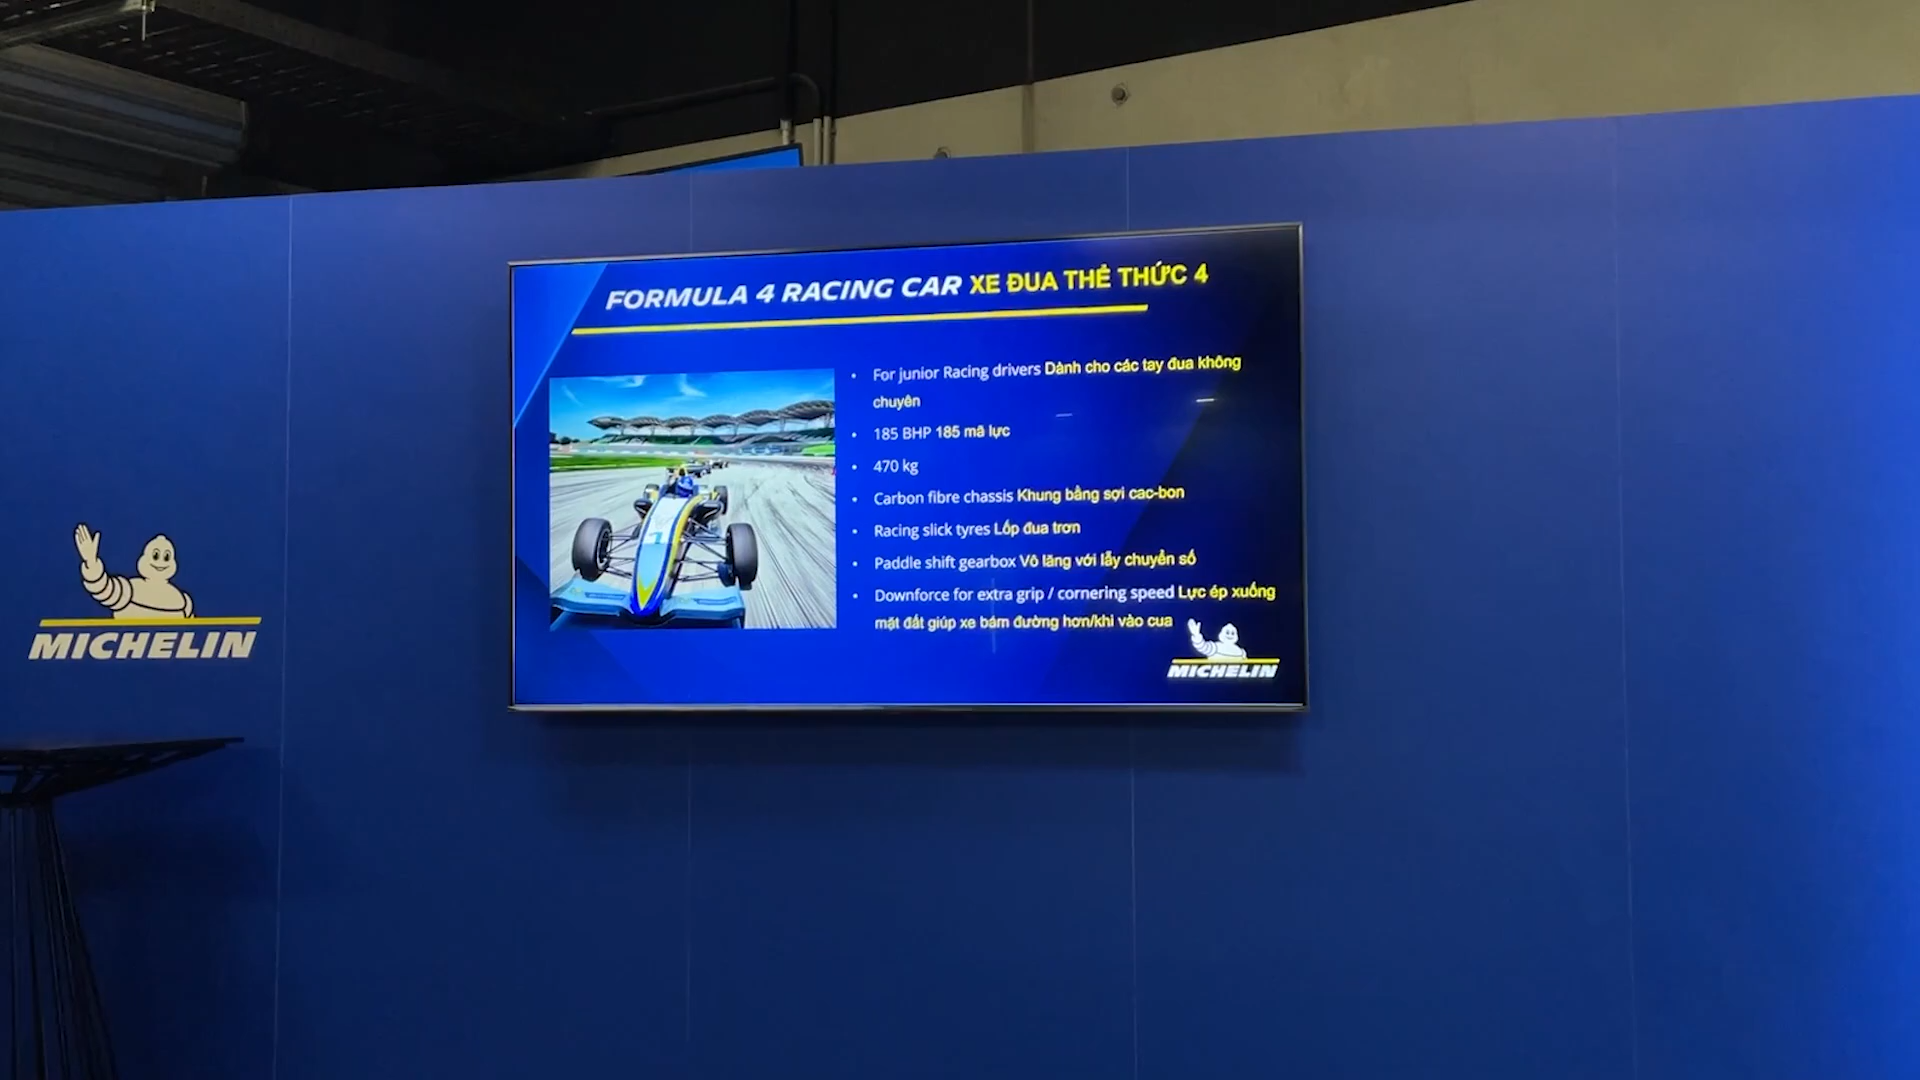 FORMULA 4 RACING CAR XE ĐUA THẺ THỨC 4
• For junior Racing drivers Dành cho các tay đua không
chuyên
• 185 BHP 185 mã lực
• 470 kg
• Carbon fibre chassis Khung bằng sợi cac-bon
• Racing slick tyres Lốp đua trơn
• Paddle shift gearbox Vô lăng với lẫy chuyển số
• Downforce for extra grip / cornering speed Lực ép xuống
mặt đất giúp xe bám đường hơn/khi vào cua
MICHELIN
MICHELIN